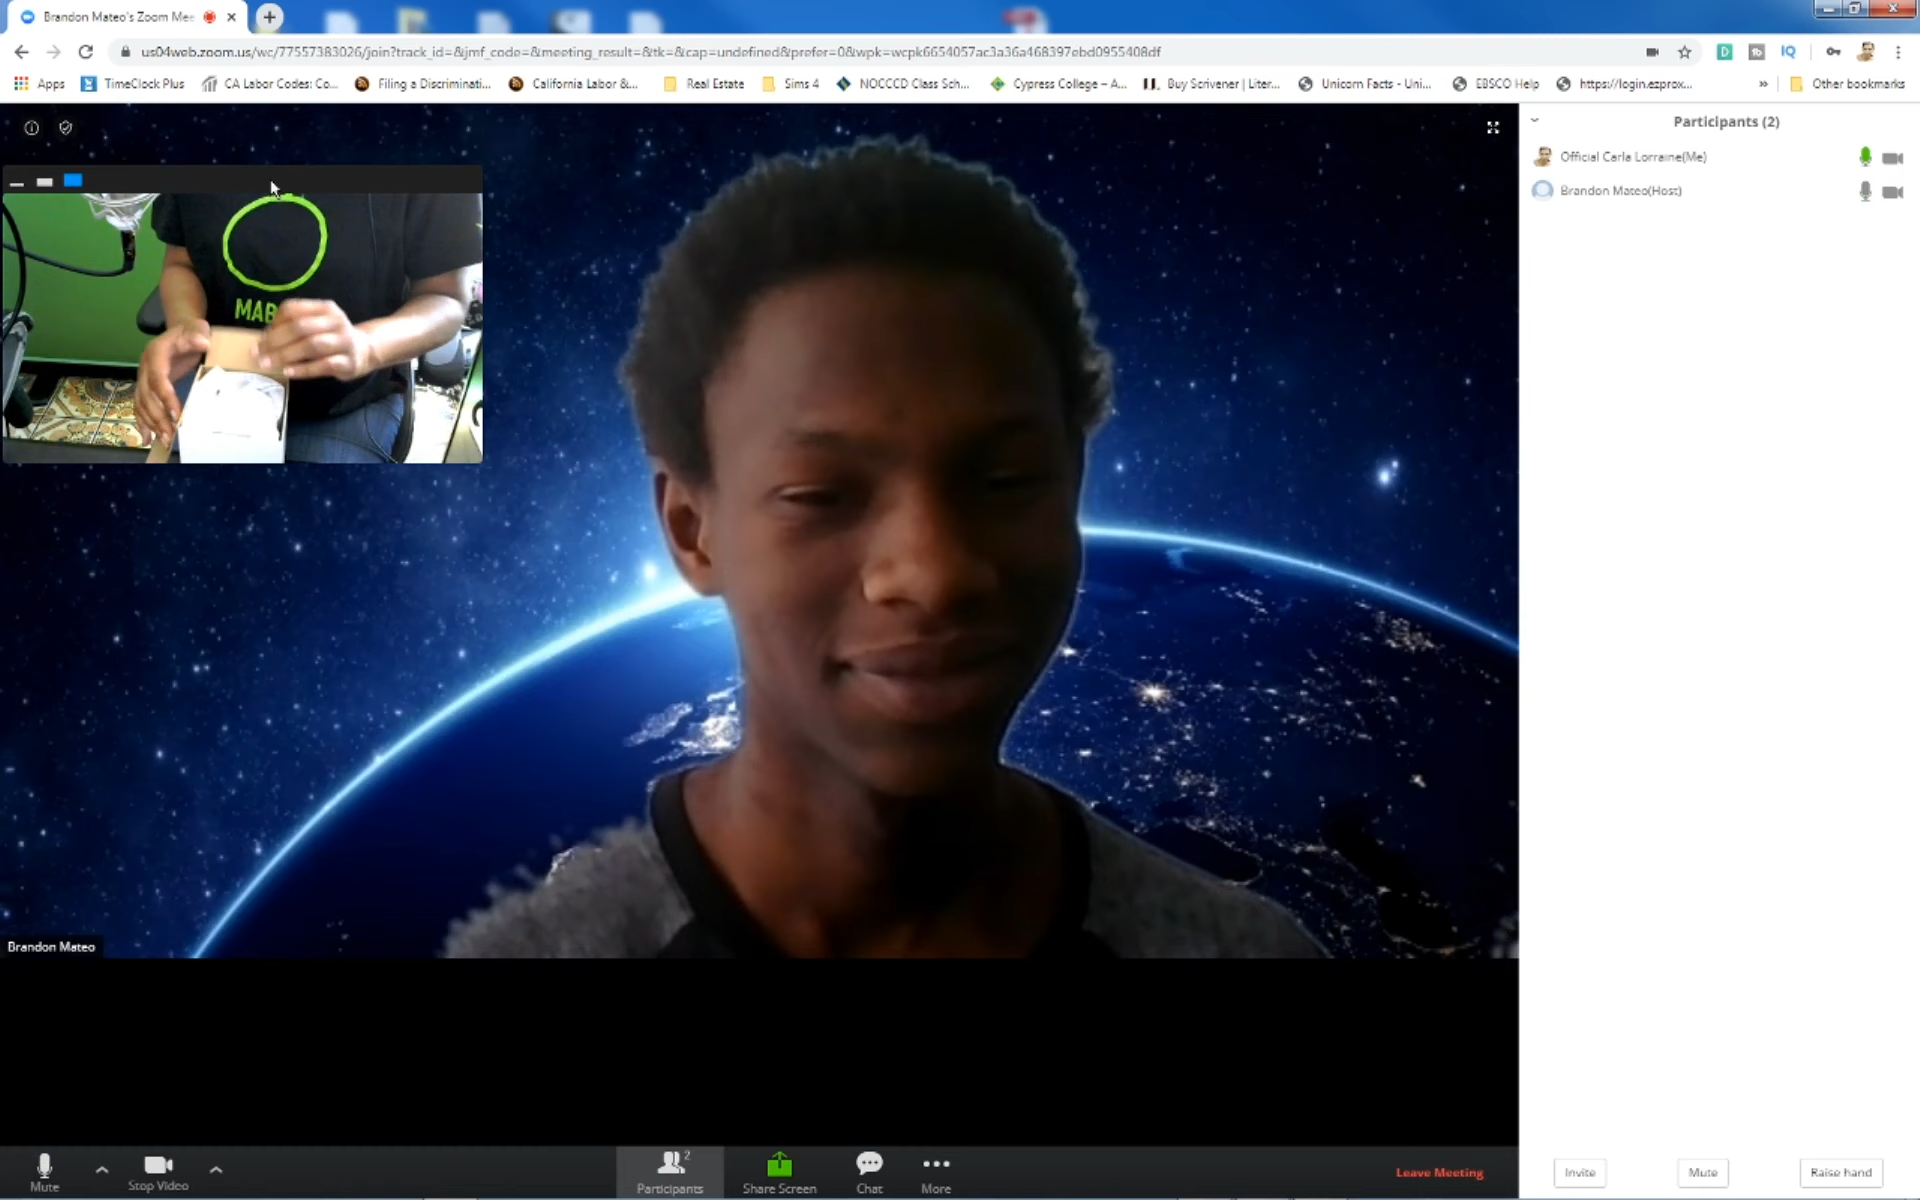 Brandon Mateo's Zoom Mee
us04web.zoom.us/wc/77557383026/join?track_id=&jmf_code=&meeting_result=&tk=&cap=undefined&prefer=0&wpk=wcpk6654057ac3a36a468397ebd0955408df
Apps TimeClock Plus CA Labor Codes: Co... Filing a Discriminati... California Labor &... Real Estate Sims 4 NOCCCD Class Sch... Cypress College – A... Buy Scrivener | Liter... Unicorn Facts - Uni... EBSCO Help https://login.ezprox... » Other bookmarks
Participants (2)
Official Carla Lorraine(Me)
Brandon Mateo(Host)
MAB
Brandon Mateo
Mute Stop Video Participants 2 Share Screen Chat More Leave Meeting
Invite Mute Raise hand